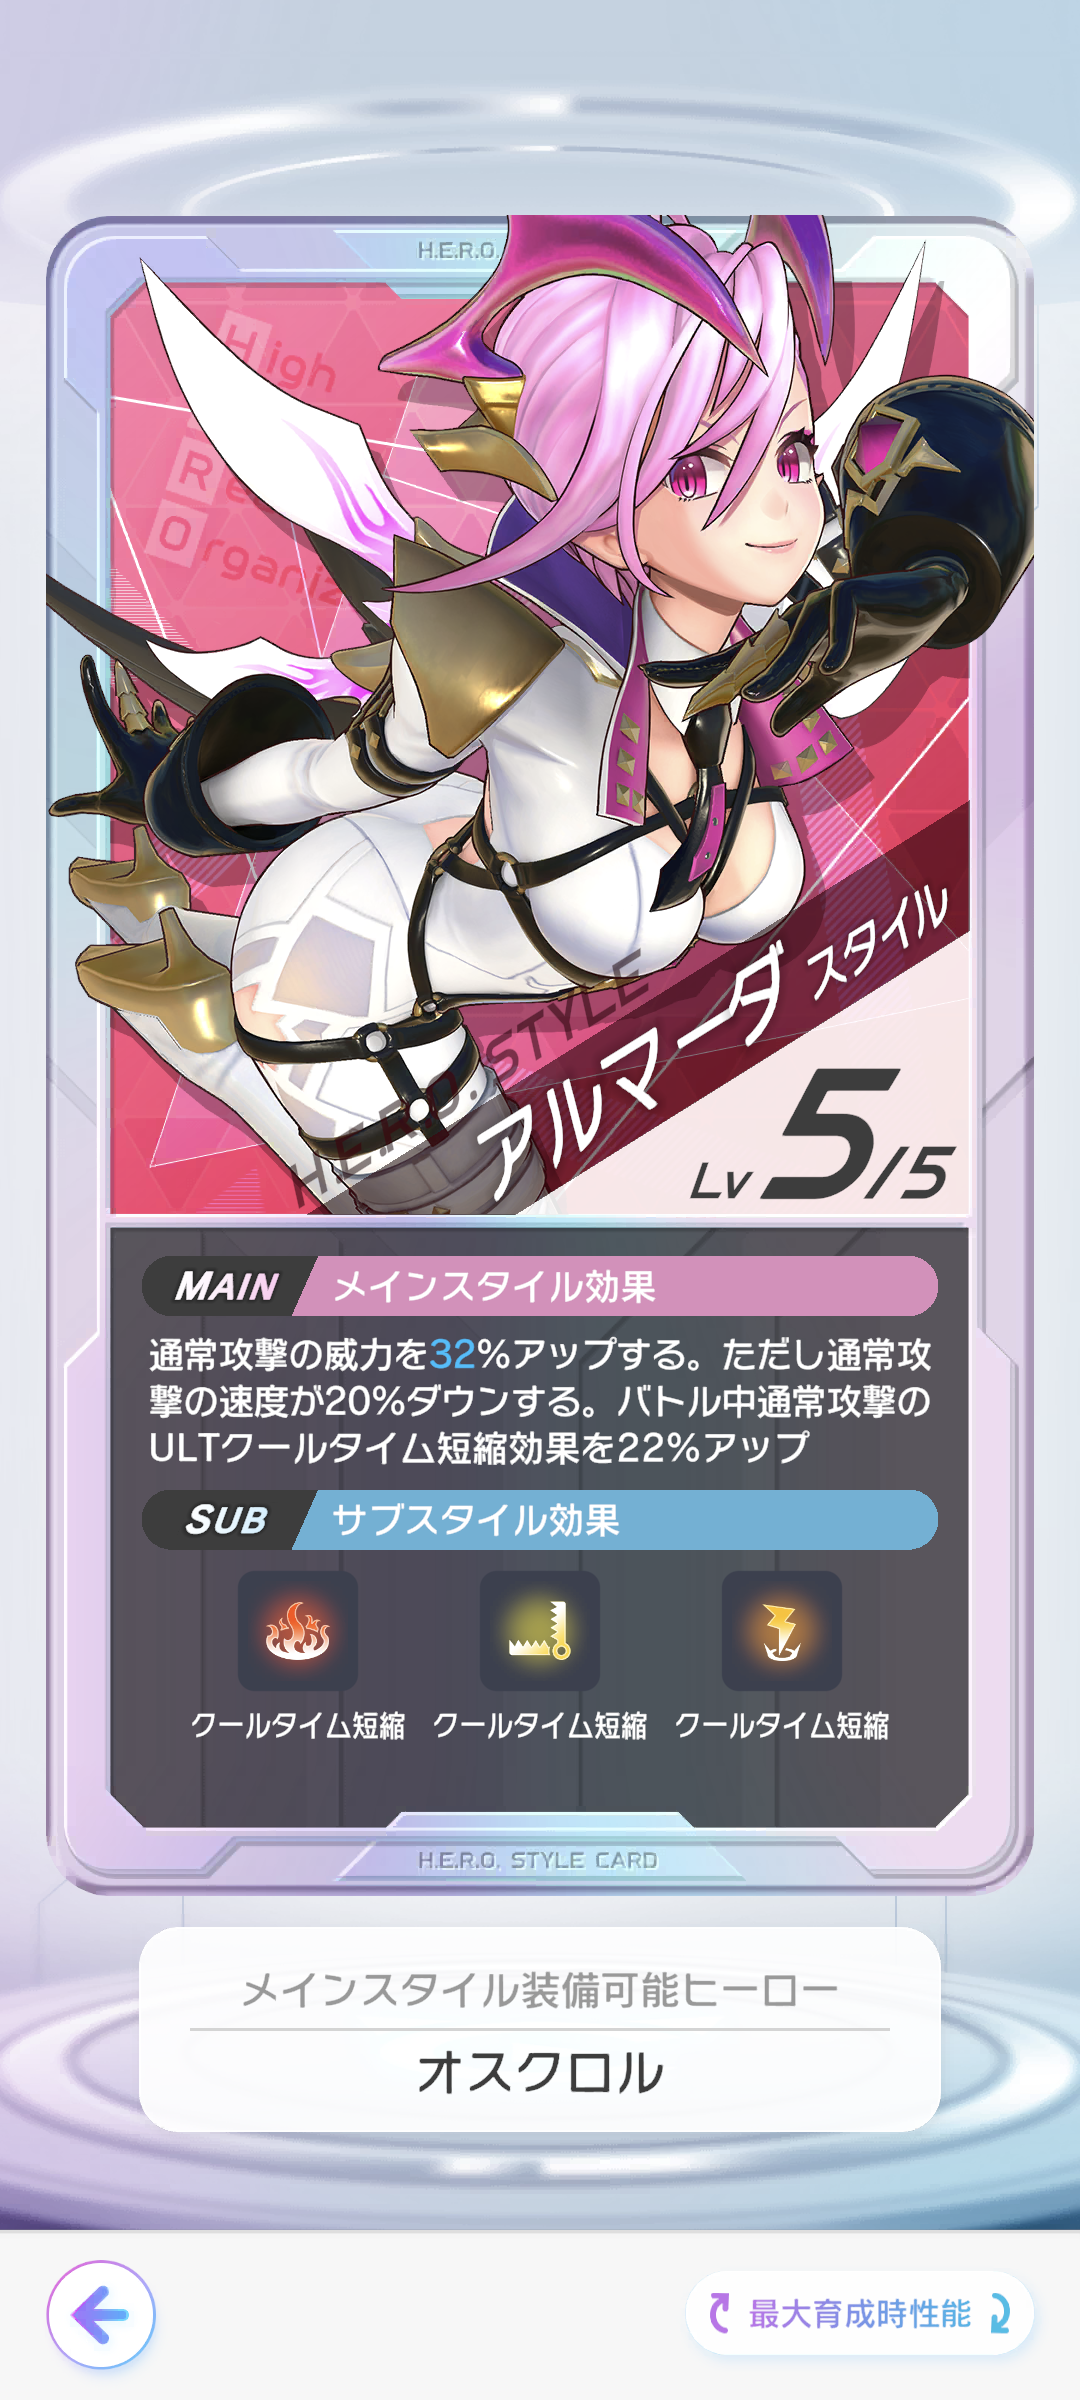 H.E.R.O.
High
Re
Organiz
H.E.R.O. STYLE
アルマーダ スタイル
Lv 5/5
MAIN メインスタイル効果
通常攻撃の威力を32%アップする。ただし通常攻
撃の速度が20%ダウンする。バトル中通常攻撃の
ULTクールタイム短縮効果を22%アップ
SUB サブスタイル効果
クールタイム短縮 クールタイム短縮 クールタイム短縮
H.E.R.O. STYLE CARD
メインスタイル装備可能ヒーロー
オスクロル
最大育成時性能